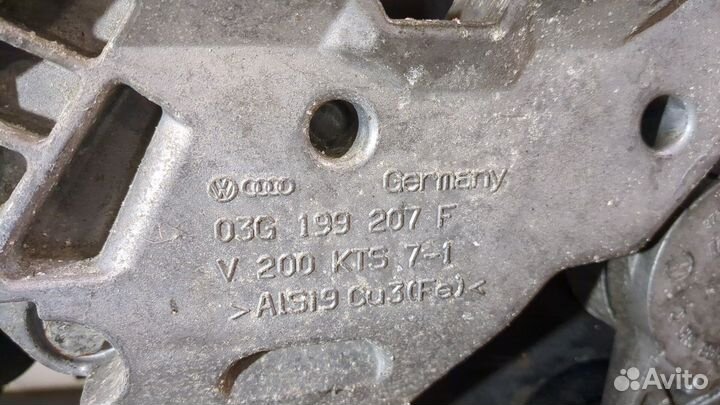 Germany
03G 199 207 F
V 200 KTS 7-1
>AlSi9 Cu3(Fe)<
Avito